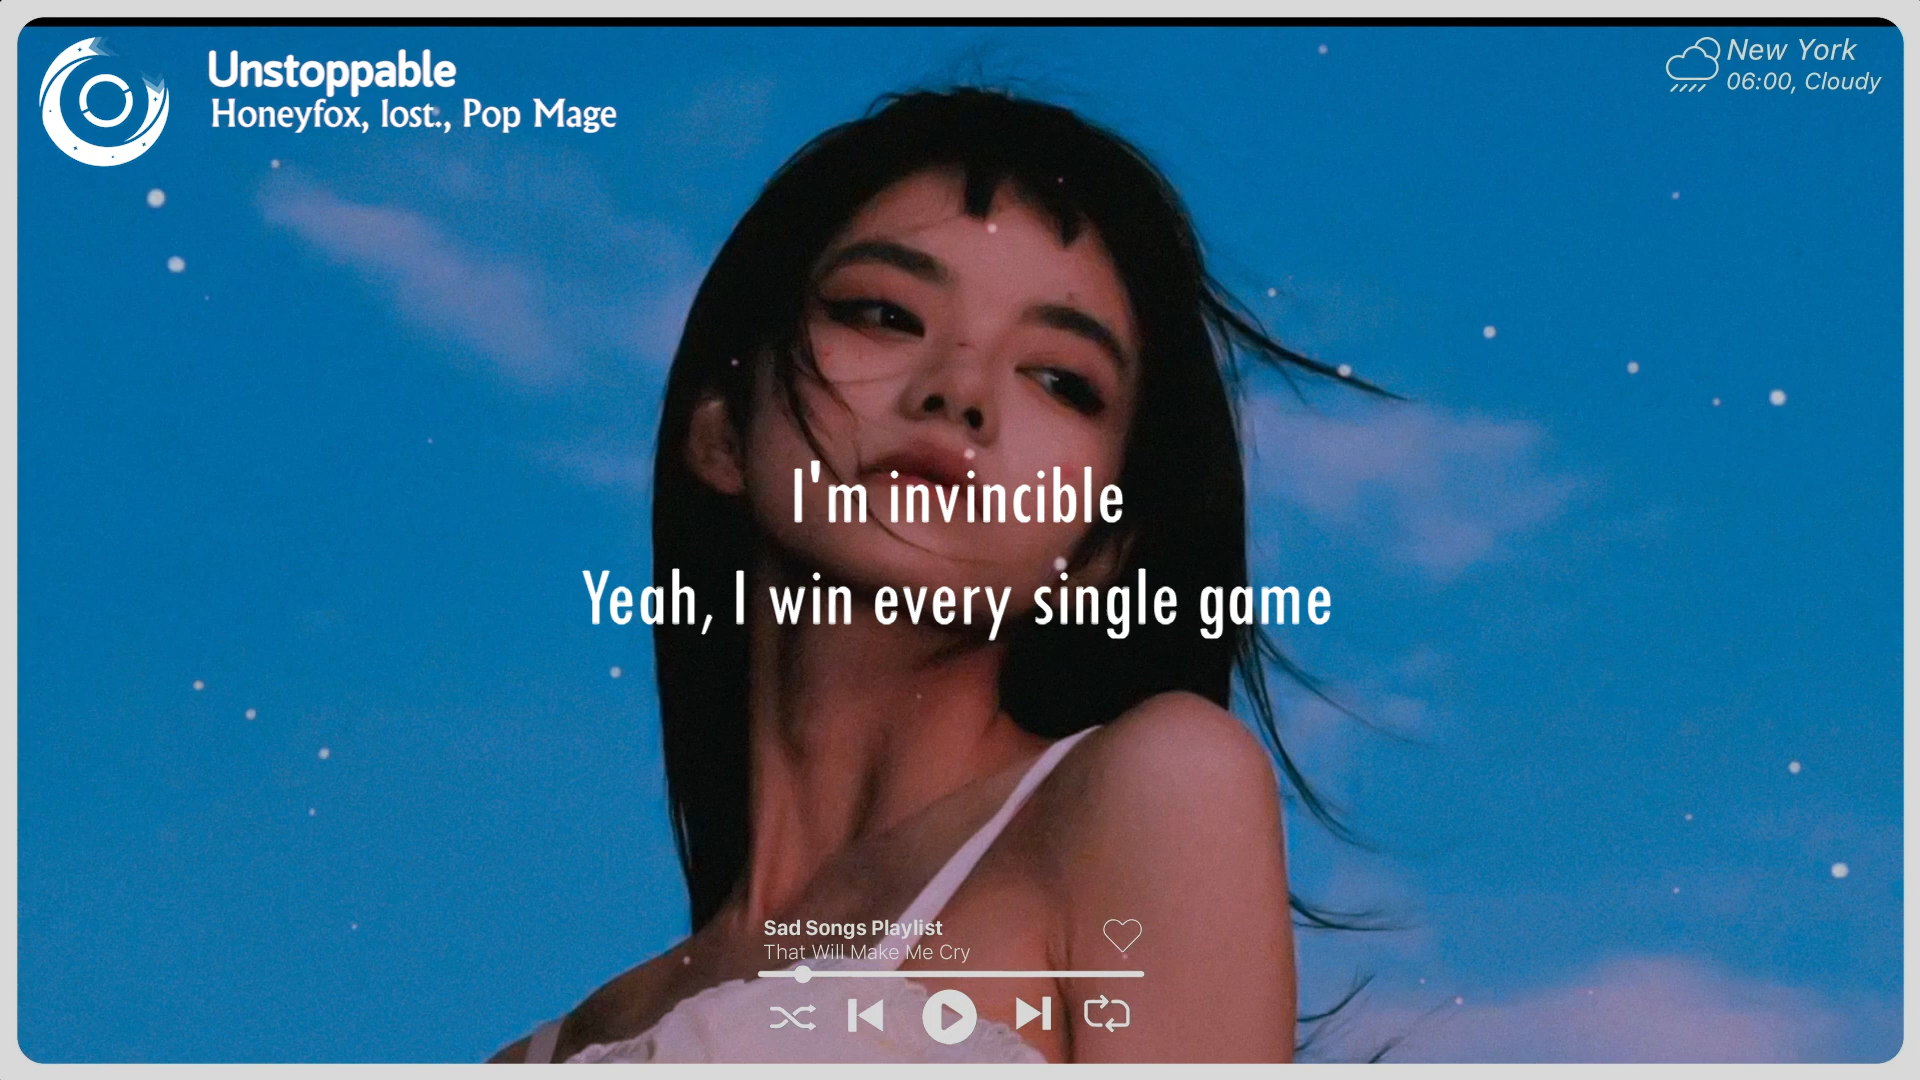 Unstoppable
Honeyfox, lost., Pop Mage
New York
06:00, Cloudy
I'm invincible
Yeah, I win every single game
Sad Songs Playlist
That Will Make Me Cry